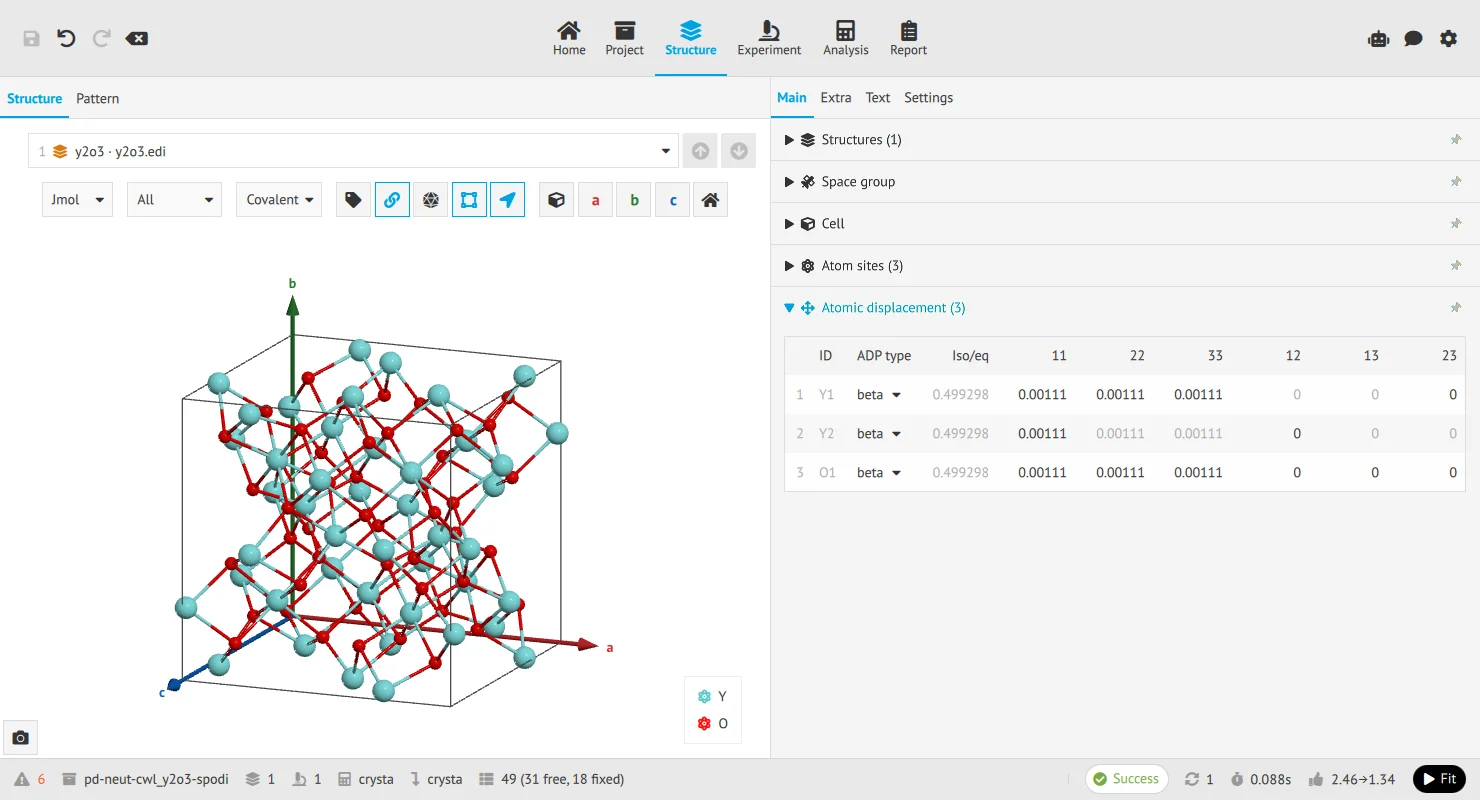 Home Project Structure Experiment Analysis Report
Structure Pattern
Main Extra Text Settings
1 y2o3 · y2o3.edi
Jmol All Covalent a b c
b
a
c
Y
O
Structures (1)
Space group
Cell
Atom sites (3)
Atomic displacement (3)
ID ADP type Iso/eq 11 22 33 12 13 23
1 Y1 beta 0.499298 0.00111 0.00111 0.00111 0 0 0
2 Y2 beta 0.499298 0.00111 0.00111 0.00111 0 0 0
3 O1 beta 0.499298 0.00111 0.00111 0.00111 0 0 0
6 pd-neut-cwl_y2o3-spodi 1 1 crysta crysta 49 (31 free, 18 fixed) Success 1 0.088s 2.46→1.34 Fit